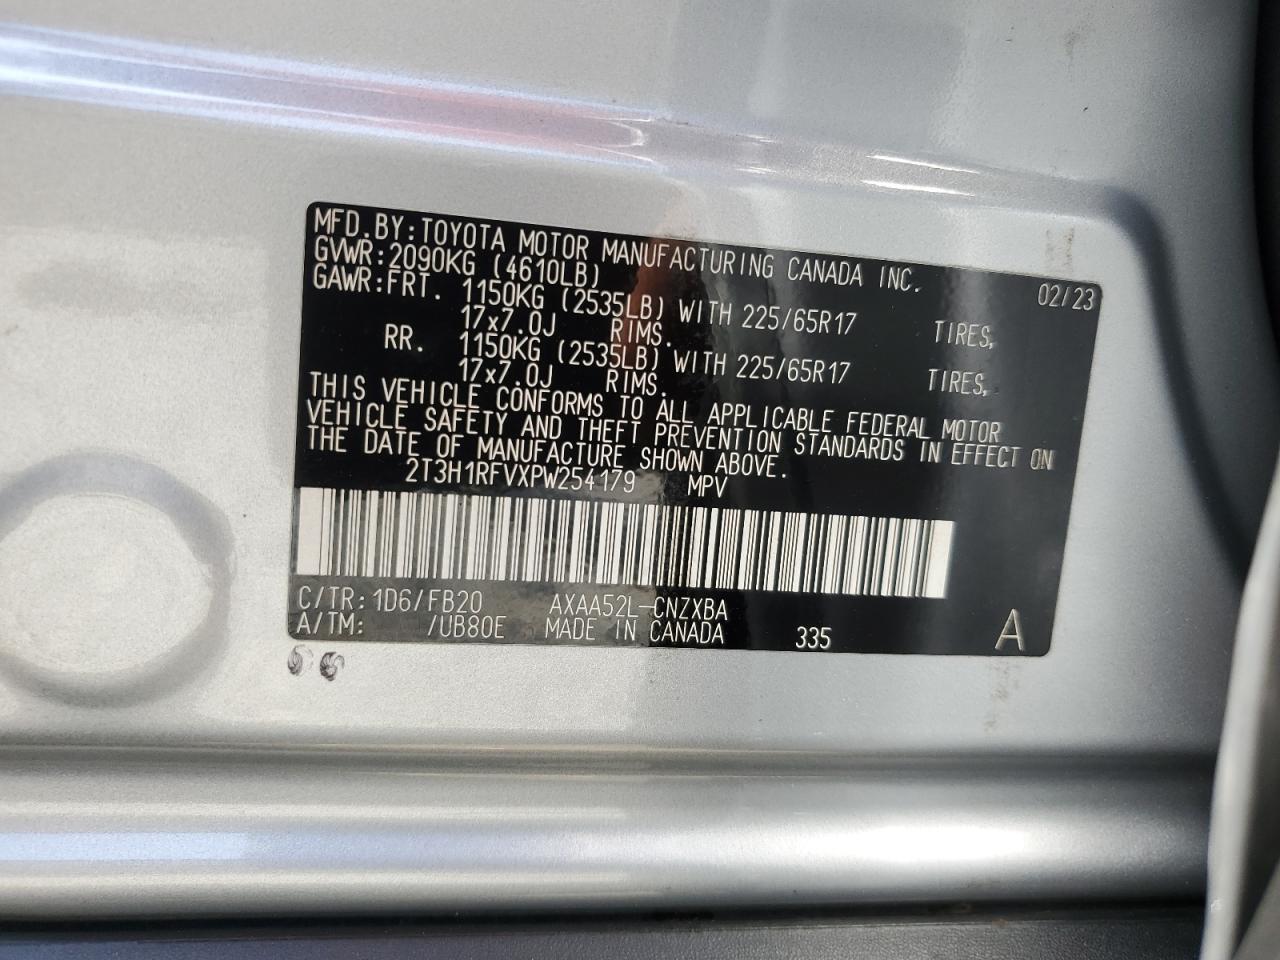 MFD.BY:TOYOTA MOTOR MANUFACTURING CANADA INC. 02/23
GVWR:2090KG (4610LB)
GAWR:FRT. 1150KG (2535LB) WITH 225/65R17 TIRES,
17x7.0J RIMS.
RR. 1150KG (2535LB) WITH 225/65R17 TIRES,
17x7.0J RIMS.
THIS VEHICLE CONFORMS TO ALL APPLICABLE FEDERAL MOTOR
VEHICLE SAFETY AND THEFT PREVENTION STANDARDS IN EFFECT ON
THE DATE OF MANUFACTURE SHOWN ABOVE.
2T3H1RFVXPW254179 MPV
C/TR:1D6/FB20 AXAA52L-CNZXBA
A/TM: /UB80E MADE IN CANADA 335 A